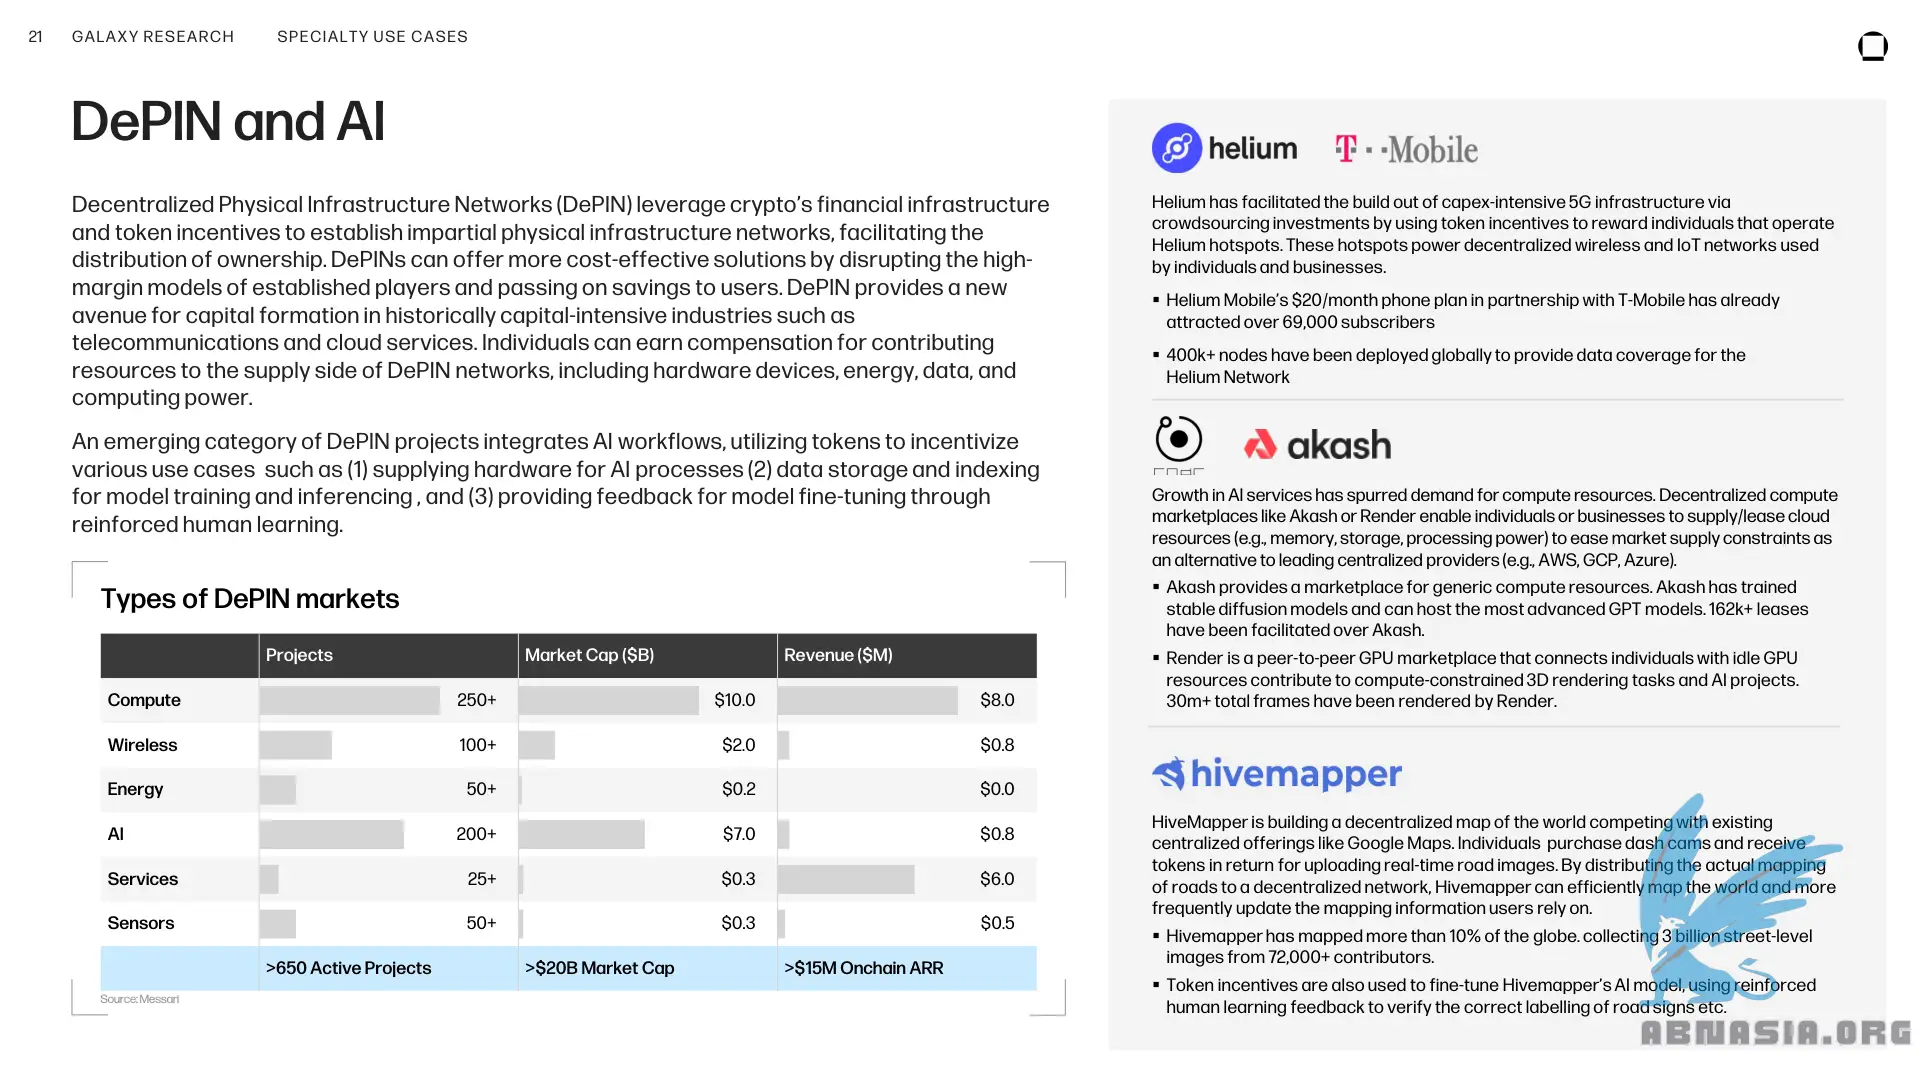 21 GALAXY RESEARCH SPECIALTY USE CASES
DePIN and AI
Decentralized Physical Infrastructure Networks (DePIN) leverage crypto’s financial infrastructure
and token incentives to establish impartial physical infrastructure networks, facilitating the
distribution of ownership. DePINs can offer more cost-effective solutions by disrupting the high-
margin models of established players and passing on savings to users. DePIN provides a new
avenue for capital formation in historically capital-intensive industries such as
telecommunications and cloud services. Individuals can earn compensation for contributing
resources to the supply side of DePIN networks, including hardware devices, energy, data, and
computing power.
An emerging category of DePIN projects integrates AI workflows, utilizing tokens to incentivize
various use cases  such as (1) supplying hardware for AI processes (2) data storage and indexing
for model training and inferencing , and (3) providing feedback for model fine-tuning through
reinforced human learning.
Types of DePIN markets
Projects Market Cap ($B) Revenue ($M)
Compute 250+ $10.0 $8.0
Wireless 100+ $2.0 $0.8
Energy 50+ $0.2 $0.0
AI 200+ $7.0 $0.8
Services 25+ $0.3 $6.0
Sensors 50+ $0.3 $0.5
>650 Active Projects >$20B Market Cap >$15M Onchain ARR
Source: Messari
helium T··Mobile
Helium has facilitated the build out of capex-intensive 5G infrastructure via
crowdsourcing investments by using token incentives to reward individuals that operate
Helium hotspots. These hotspots power decentralized wireless and IoT networks used
by individuals and businesses.
▪ Helium Mobile’s $20/month phone plan in partnership with T-Mobile has already
attracted over 69,000 subscribers
▪ 400k+ nodes have been deployed globally to provide data coverage for the
Helium Network
rndr akash
Growth in AI services has spurred demand for compute resources. Decentralized compute
marketplaces like Akash or Render enable individuals or businesses to supply/lease cloud
resources (e.g., memory, storage, processing power) to ease market supply constraints as
an alternative to leading centralized providers (e.g., AWS, GCP, Azure).
▪ Akash provides a marketplace for generic compute resources. Akash has trained
stable diffusion models and can host the most advanced GPT models. 162k+ leases
have been facilitated over Akash.
▪ Render is a peer-to-peer GPU marketplace that connects individuals with idle GPU
resources contribute to compute-constrained 3D rendering tasks and AI projects.
30m+ total frames have been rendered by Render.
hivemapper
HiveMapper is building a decentralized map of the world competing with existing
centralized offerings like Google Maps. Individuals  purchase dash cams and receive
tokens in return for uploading real-time road images. By distributing the actual mapping
of roads to a decentralized network, Hivemapper can efficiently map the world and more
frequently update the mapping information users rely on.
▪ Hivemapper has mapped more than 10% of the globe. collecting 3 billion street-level
images from 72,000+ contributors.
▪ Token incentives are also used to fine-tune Hivemapper’s AI model, using reinforced
human learning feedback to verify the correct labelling of road signs etc.
ABNASIA.ORG